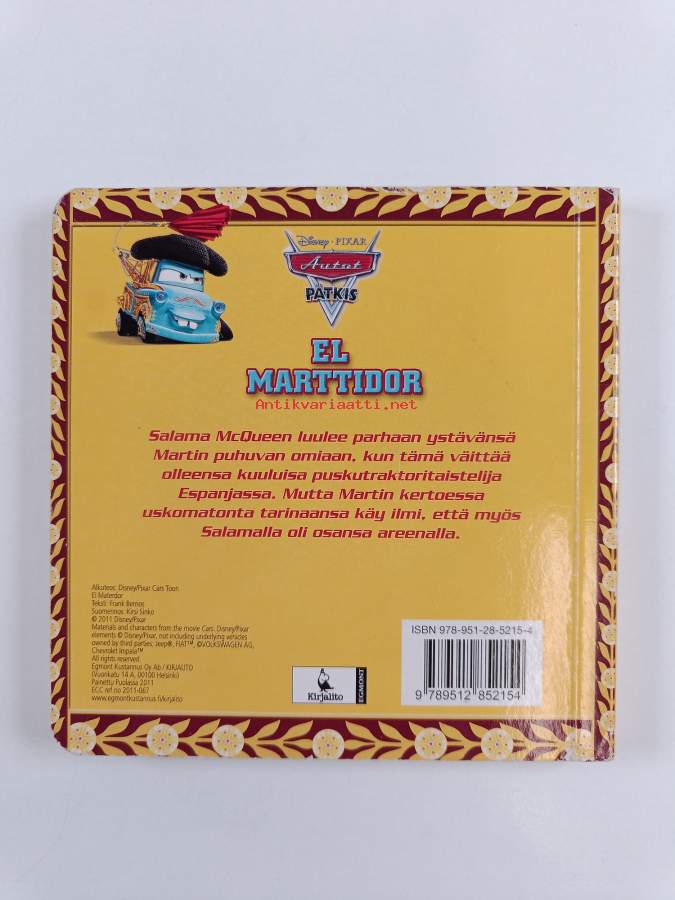 Disney · PIXAR
Autot
PÄTKIS
EL
MARTTIDOR
Antikvariaatti.net
Salama McQueen luulee parhaan ystävänsä
Martin puhuvan omiaan, kun tämä väittää
olleensa kuuluisa puskutraktoritaistelija
Espanjassa. Mutta Martin kertoessa
uskomatonta tarinaansa käy ilmi, että myös
Salamalla oli osansa areenalla.
Alkuteos: Disney/Pixar Cars Toon
El Materdor
Teksti: Frank Berrios
Suomennos: Kirsi Sinko
© 2011 Disney/Pixar
Materials and characters from the movie Cars. Disney/Pixar
elements © Disney/Pixar, not including underlying vehicles
owned by third parties: Jeep®, FIAT™, ©VOLKSWAGEN AG,
Chevrolet Impala™
All rights reserved.
Egmont Kustannus Oy Ab / KIRJALITO
(Vuorikatu 14 A, 00100 Helsinki)
Painettu Puolassa 2011
ECC ref no 2011-067
www.egmontkustannus.fi/kirjalito
Kirjalito
EGMONT
ISBN 978-951-28-5215-4
9 789512 852154